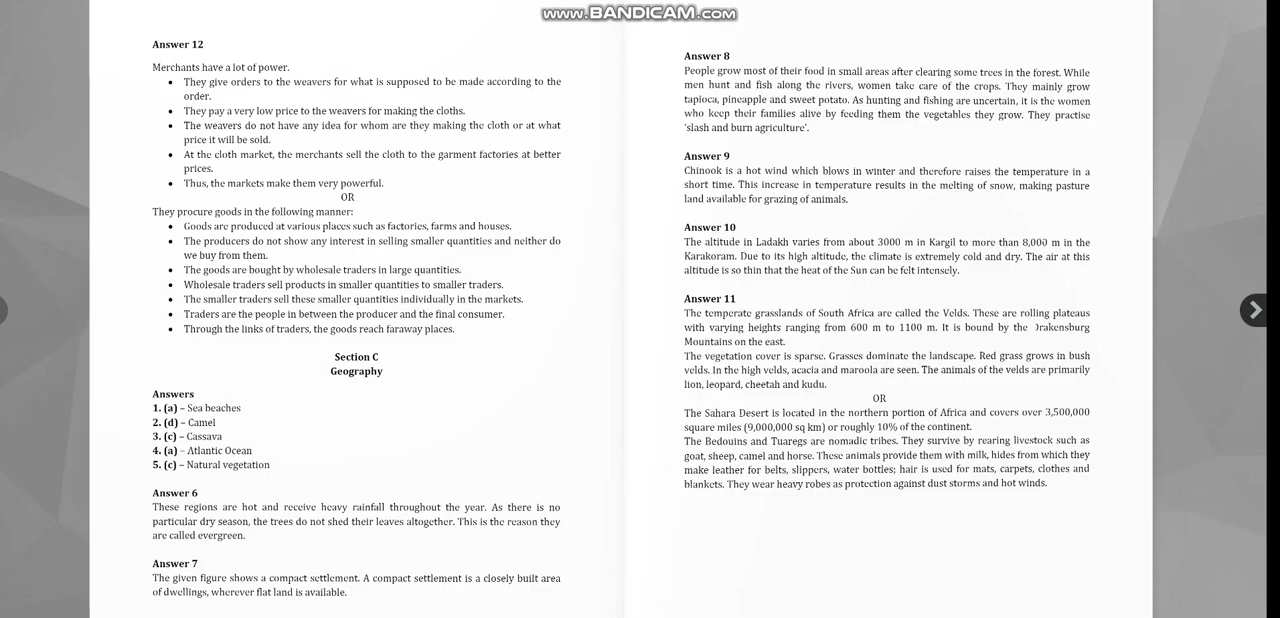 www.BANDICAM.com
Answer 12
Merchants have a lot of power.
• They give orders to the weavers for what is supposed to be made according to the
order.
• They pay a very low price to the weavers for making the cloths.
• The weavers do not have any idea for whom are they making the cloth or at what
price it will be sold.
• At the cloth market, the merchants sell the cloth to the garment factories at better
prices.
• Thus, the markets make them very powerful.
OR
They procure goods in the following manner:
• Goods are produced at various places such as factories, farms and houses.
• The producers do not show any interest in selling smaller quantities and neither do
we buy from them.
• The goods are bought by wholesale traders in large quantities.
• Wholesale traders sell products in smaller quantities to smaller traders.
• The smaller traders sell these smaller quantities individually in the markets.
• Traders are the people in between the producer and the final consumer.
• Through the links of traders, the goods reach faraway places.
Section C
Geography
Answers
1. (a) – Sea beaches
2. (d) – Camel
3. (c) – Cassava
4. (a) – Atlantic Ocean
5. (c) – Natural vegetation
Answer 6
These regions are hot and receive heavy rainfall throughout the year. As there is no
particular dry season, the trees do not shed their leaves altogether. This is the reason they
are called evergreen.
Answer 7
The given figure shows a compact settlement. A compact settlement is a closely built area
of dwellings, wherever flat land is available.
Answer 8
People grow most of their food in small areas after clearing some trees in the forest. While
men hunt and fish along the rivers, women take care of the crops. They mainly grow
tapioca, pineapple and sweet potato. As hunting and fishing are uncertain, it is the women
who keep their families alive by feeding them the vegetables they grow. They practise
'slash and burn agriculture'.
Answer 9
Chinook is a hot wind which blows in winter and therefore raises the temperature in a
short time. This increase in temperature results in the melting of snow, making pasture
land available for grazing of animals.
Answer 10
The altitude in Ladakh varies from about 3000 m in Kargil to more than 8,000 m in the
Karakoram. Due to its high altitude, the climate is extremely cold and dry. The air at this
altitude is so thin that the heat of the Sun can be felt intensely.
Answer 11
The temperate grasslands of South Africa are called the Velds. These are rolling plateaus
with varying heights ranging from 600 m to 1100 m. It is bound by the Drakensburg
Mountains on the east.
The vegetation cover is sparse. Grasses dominate the landscape. Red grass grows in bush
velds. In the high velds, acacia and maroola are seen. The animals of the velds are primarily
lion, leopard, cheetah and kudu.
OR
The Sahara Desert is located in the northern portion of Africa and covers over 3,500,000
square miles (9,000,000 sq km) or roughly 10% of the continent.
The Bedouins and Tuaregs are nomadic tribes. They survive by rearing livestock such as
goat, sheep, camel and horse. These animals provide them with milk, hides from which they
make leather for belts, slippers, water bottles; hair is used for mats, carpets, clothes and
blankets. They wear heavy robes as protection against dust storms and hot winds.